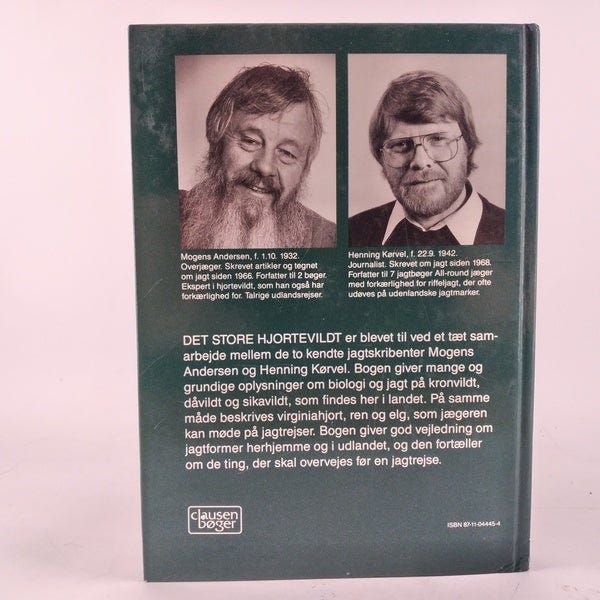 Mogens Andersen, f. 1.10. 1932.
Overjæger. Skrevet artikler og tegnet
om jagt siden 1966. Forfatter til 2 bøger.
Ekspert i hjortevildt, som han også har
forkærlighed for. Talrige udlandsrejser.
Henning Kørvel, f. 22.9. 1942.
Journalist. Skrevet om jagt siden 1968.
Forfatter til 7 jagtbøger All-round jæger
med forkærlighed for riffeljagt, der ofte
udøves på udenlandske jagtmarker.
DET STORE HJORTEVILDT er blevet til ved et tæt sam-
arbejde mellem de to kendte jagtskribenter Mogens
Andersen og Henning Kørvel. Bogen giver mange og
grundige oplysninger om biologi og jagt på kronvildt,
dåvildt og sikavildt, som findes her i landet. På samme
måde beskrives virginiahjort, ren og elg, som jægeren
kan møde på jagtrejser. Bogen giver god vejledning om
jagtformer herhjemme og i udlandet, og den fortæller
om de ting, der skal overvejes før en jagtrejse.
clausen
bøger
ISBN 87-11-04445-4